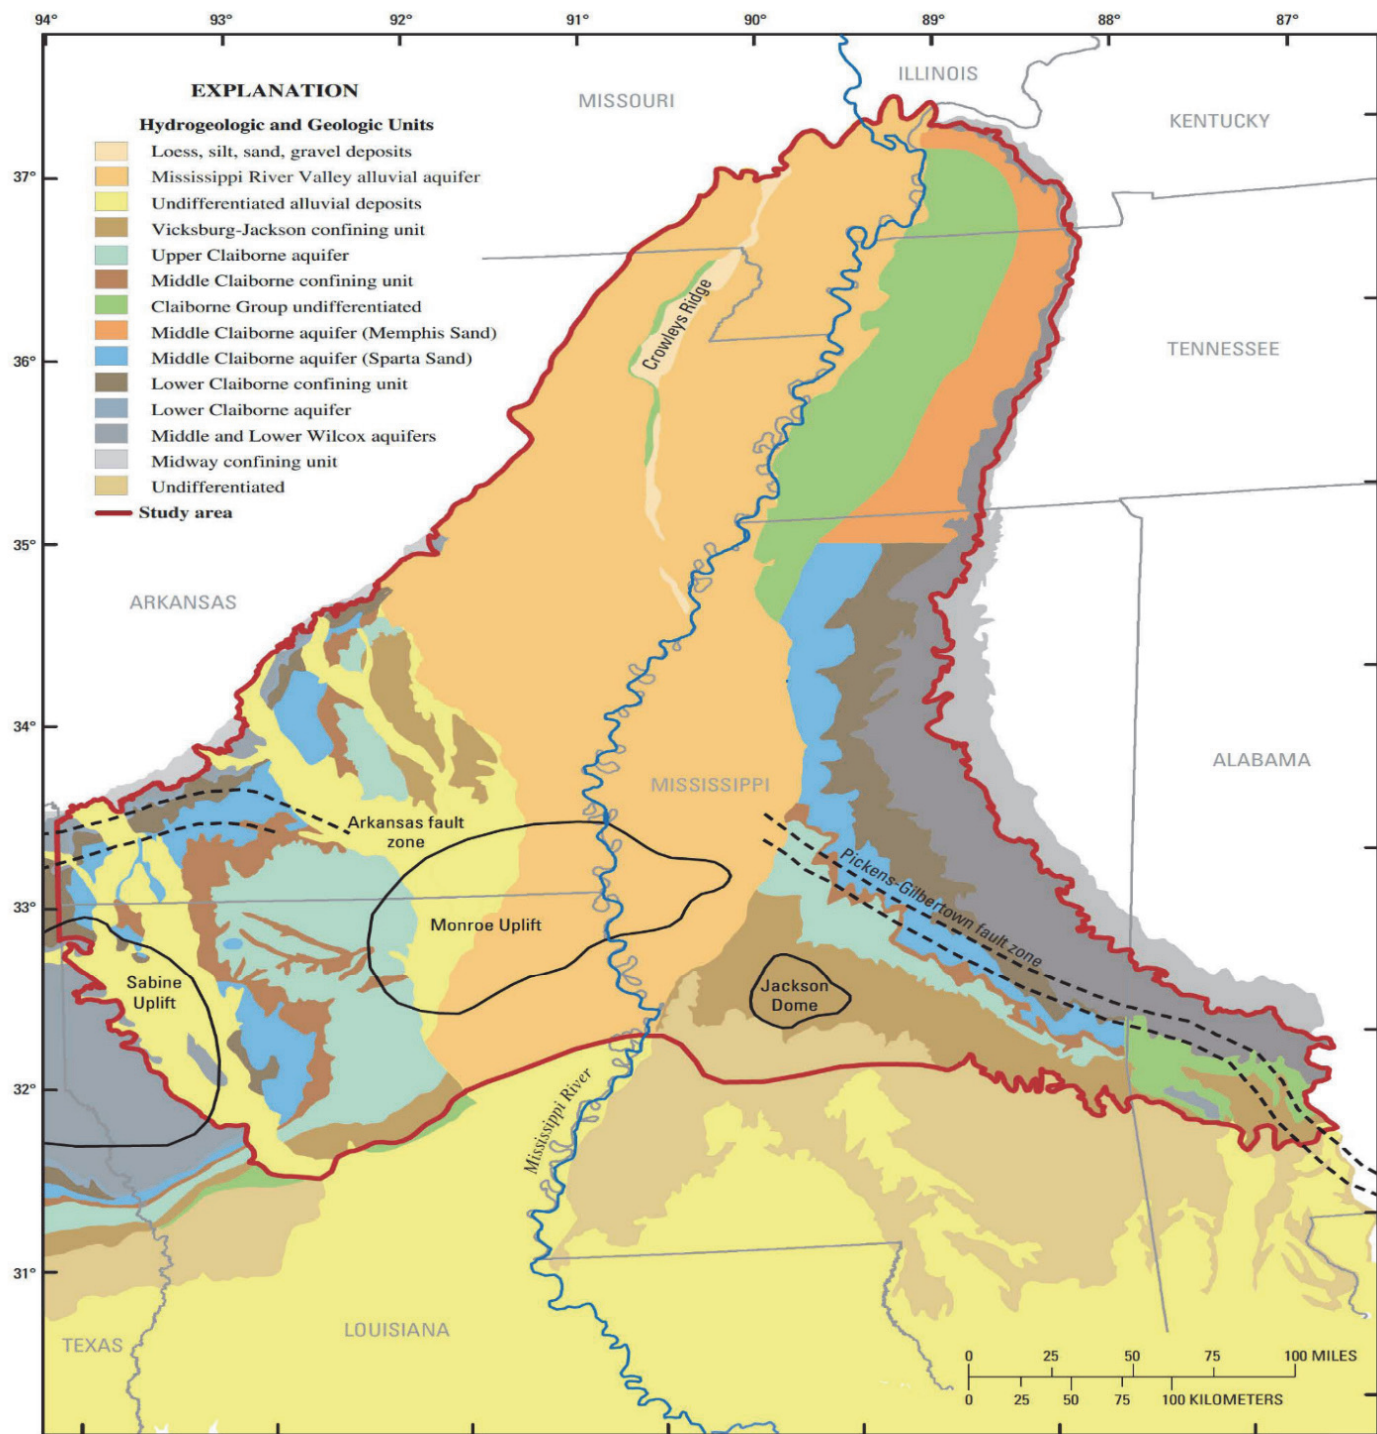 94° 93° 92° 91° 90° 89° 88° 87°
ILLINOIS
MISSOURI
KENTUCKY
EXPLANATION
Hydrogeologic and Geologic Units
Loess, silt, sand, gravel deposits
Mississippi River Valley alluvial aquifer
Undifferentiated alluvial deposits
Vicksburg-Jackson confining unit
Upper Claiborne aquifer
Middle Claiborne confining unit
Claiborne Group undifferentiated
Middle Claiborne aquifer (Memphis Sand)
Middle Claiborne aquifer (Sparta Sand)
Lower Claiborne confining unit
Lower Claiborne aquifer
Middle and Lower Wilcox aquifers
Midway confining unit
Undifferentiated
Study area
37°
Crowleys Ridge
36°
TENNESSEE
35°
ARKANSAS
34°
ALABAMA
MISSISSIPPI
Arkansas fault
zone
Pickens-Gilbertown fault zone
33°
Monroe Uplift
Sabine
Uplift
Jackson
Dome
32°
Mississippi River
31°
TEXAS
LOUISIANA
0 25 50 75 100 MILES
0 25 50 75 100 KILOMETERS